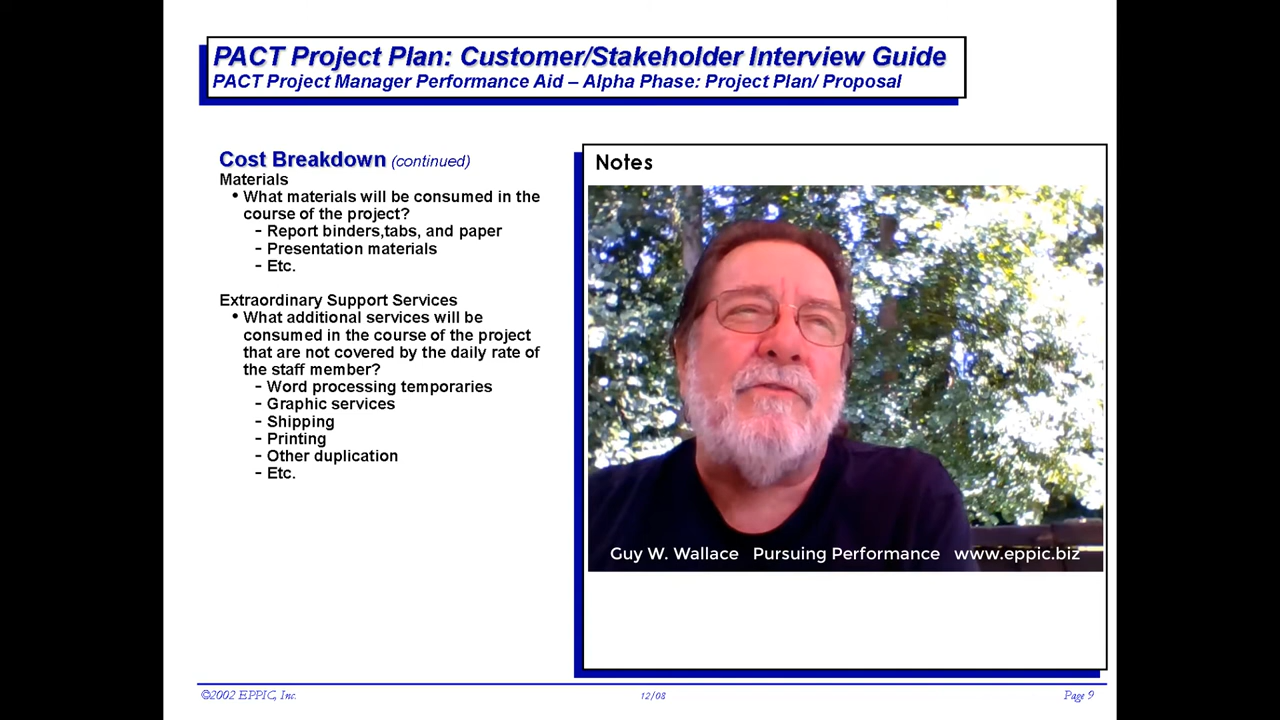 PACT Project Plan: Customer/Stakeholder Interview Guide
PACT Project Manager Performance Aid – Alpha Phase: Project Plan/ Proposal
Cost Breakdown (continued)
Materials
• What materials will be consumed in the
course of the project?
- Report binders,tabs, and paper
- Presentation materials
- Etc.
Extraordinary Support Services
• What additional services will be
consumed in the course of the project
that are not covered by the daily rate of
the staff member?
- Word processing temporaries
- Graphic services
- Shipping
- Printing
- Other duplication
- Etc.
Notes
Guy W. Wallace Pursuing Performance www.eppic.biz
©2002 EPPIC, Inc.
12/08
Page 9